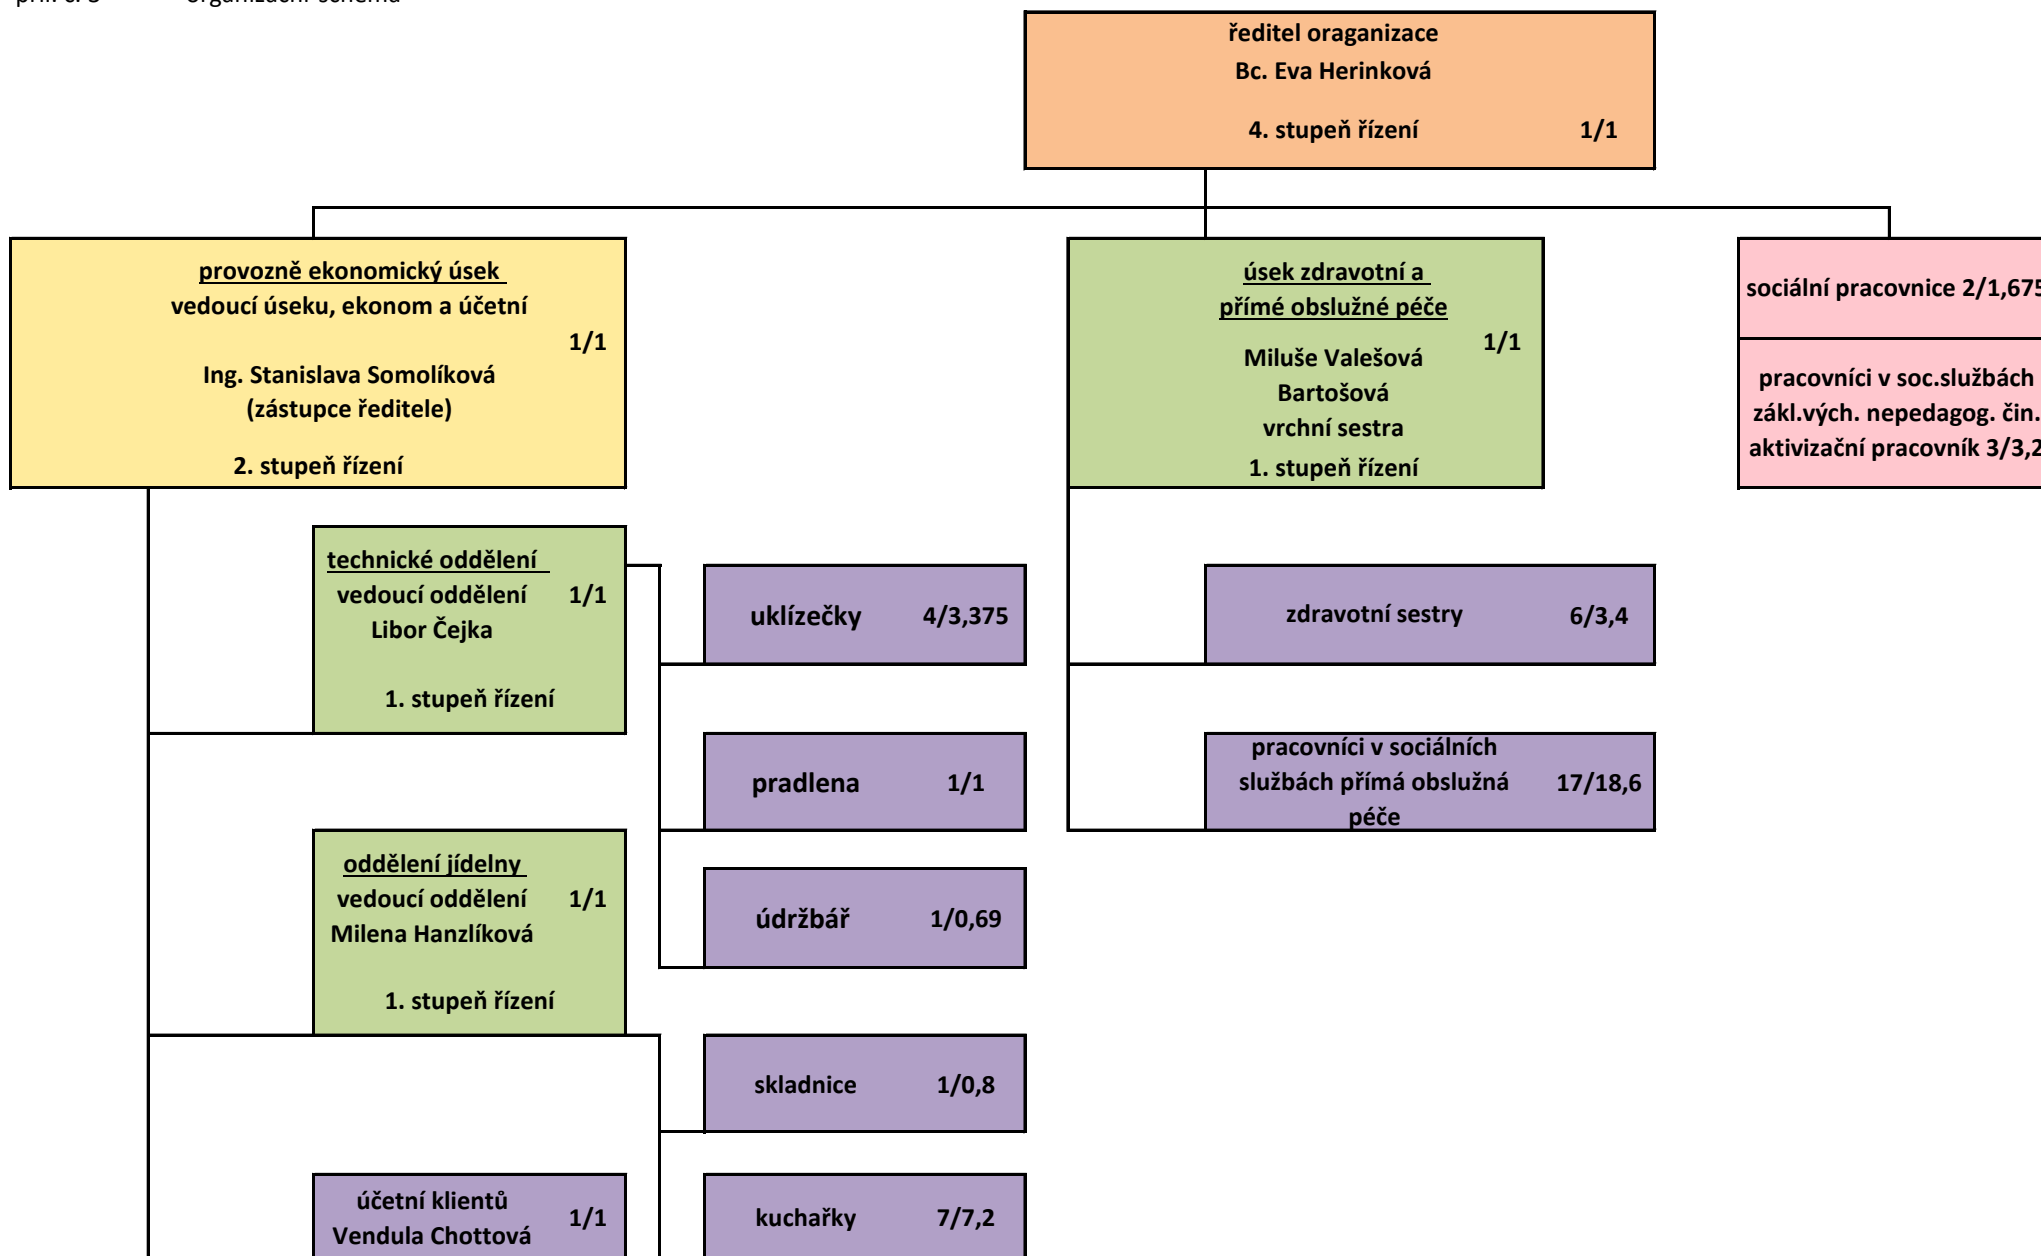 organizační schéma
ředitel oraganizace
Bc. Eva Herinková
4. stupeň řízení 1/1
provozně ekonomický úsek
vedoucí úseku, ekonom a účetní
1/1
Ing. Stanislava Somolíková
(zástupce ředitele)
2. stupeň řízení
úsek zdravotní a
přímé obslužné péče
1/1
Miluše Valešová
Bartošová
vrchní sestra
1. stupeň řízení
sociální pracovnice 2/1,675
pracovníci v soc.službách
zákl.vých. nepedagog. čin.
aktivizační pracovník 3/3,2
technické oddělení
vedoucí oddělení 1/1
Libor Čejka
1. stupeň řízení
uklízečky 4/3,375
zdravotní sestry 6/3,4
pradlena 1/1
pracovníci v sociálních
službách přímá obslužná 17/18,6
péče
oddělení jídelny
vedoucí oddělení 1/1
Milena Hanzlíková
1. stupeň řízení
údržbář 1/0,69
skladnice 1/0,8
účetní klientů
Vendula Chottová 1/1
kuchařky 7/7,2